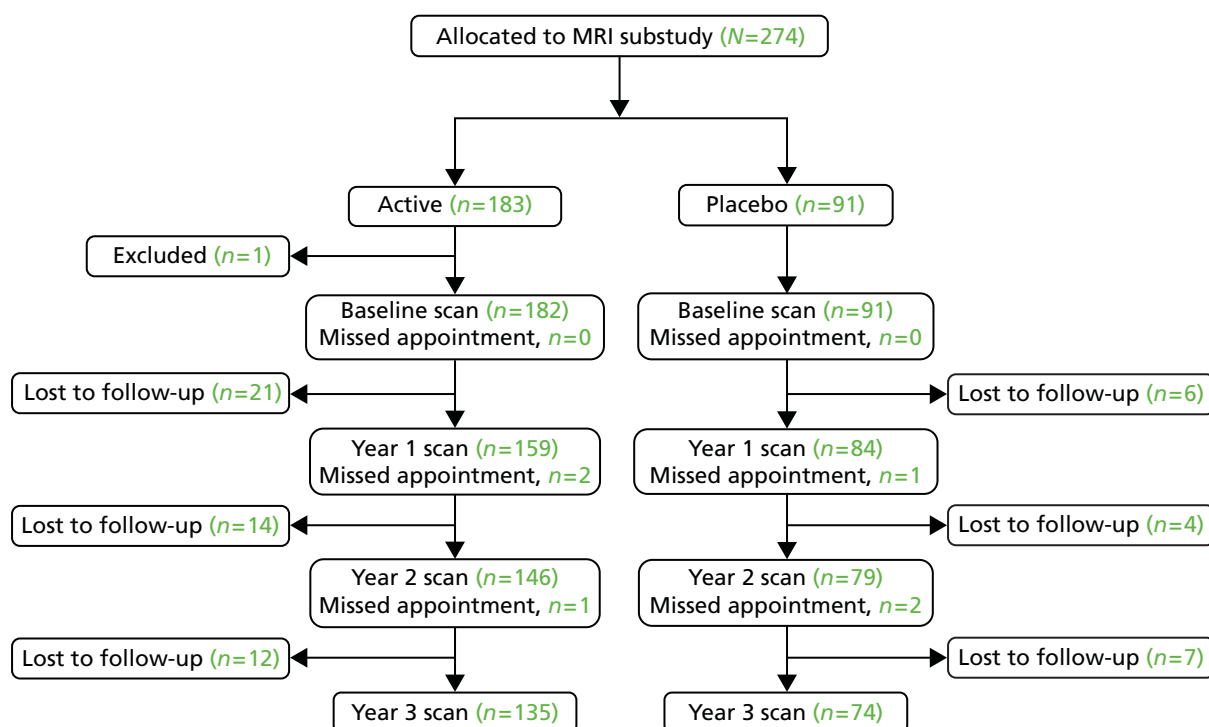 Allocated to MRI substudy (N=274)
Active (n=183)
Placebo (n=91)
Excluded (n=1)
Baseline scan (n=182)
Missed appointment, n=0
Baseline scan (n=91)
Missed appointment, n=0
Lost to follow-up (n=21)
Lost to follow-up (n=6)
Year 1 scan (n=159)
Missed appointment, n=2
Year 1 scan (n=84)
Missed appointment, n=1
Lost to follow-up (n=14)
Lost to follow-up (n=4)
Year 2 scan (n=146)
Missed appointment, n=1
Year 2 scan (n=79)
Missed appointment, n=2
Lost to follow-up (n=12)
Lost to follow-up (n=7)
Year 3 scan (n=135)
Year 3 scan (n=74)